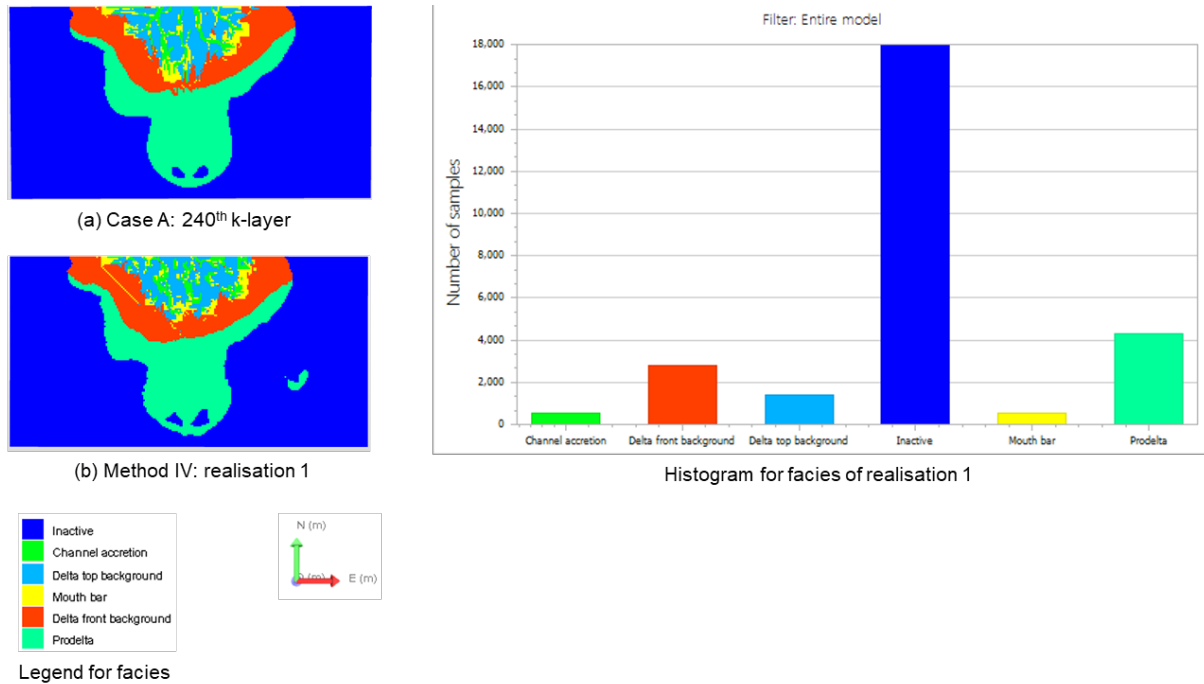 (a) Case A: 240th k-layer
(b) Method IV: realisation 1
Filter: Entire model
Number of samples
18,000
16,000
14,000
12,000
10,000
8,000
6,000
4,000
2,000
0
Channel accretion Delta front background Delta top background Inactive Mouth bar Prodelta
Histogram for facies of realisation 1
Inactive
Channel accretion
Delta top background
Mouth bar
Delta front background
Prodelta
Legend for facies
N (m)
E (m)